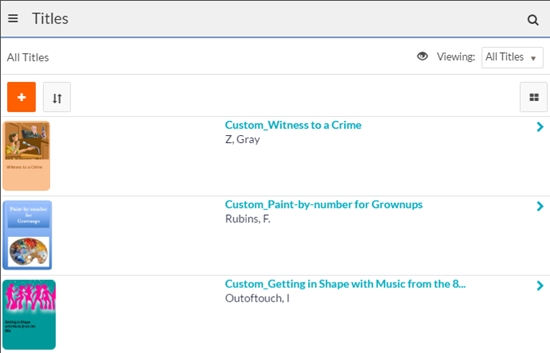 Titles
All Titles
Viewing: All Titles
Witness to a Crime
Custom_Witness to a Crime
Z, Gray
Paint-by-number
for
Grownups
Custom_Paint-by-number for Grownups
Rubins, F.
Getting in Shape
with Music from the
80s
Custom_Getting in Shape with Music from the 8...
Outoftouch, I